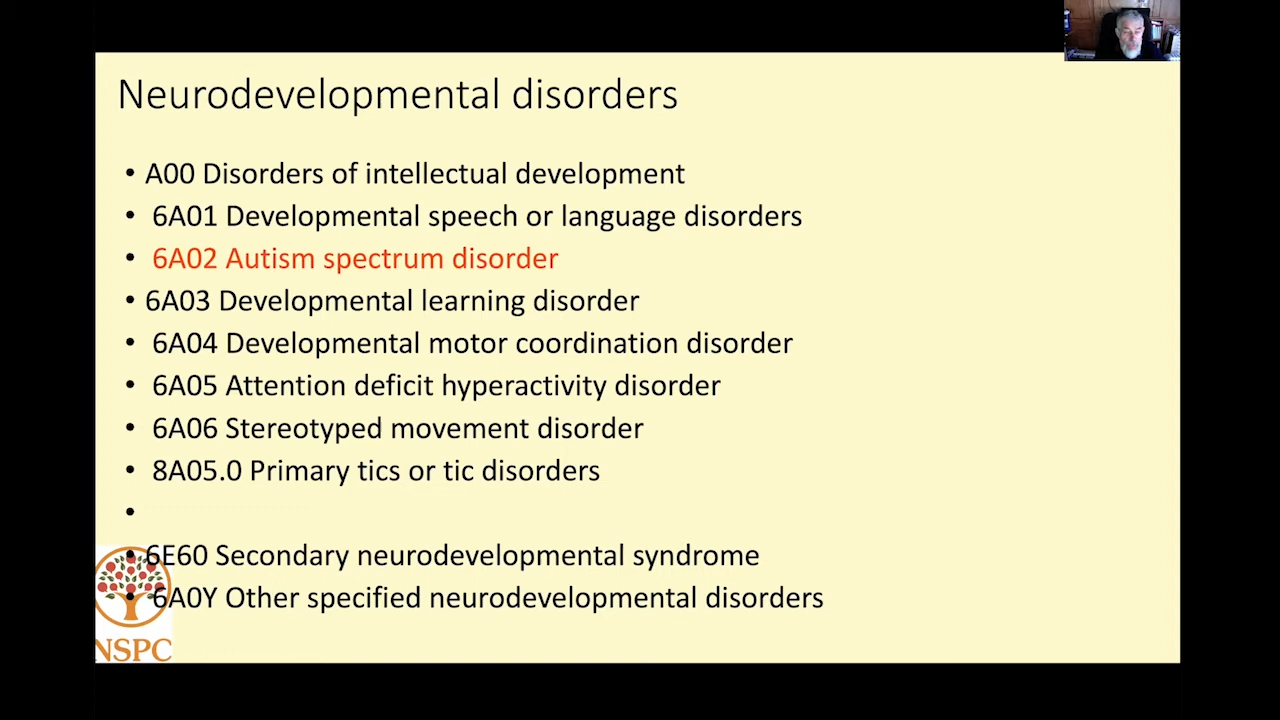 Neurodevelopmental disorders
• A00 Disorders of intellectual development
• 6A01 Developmental speech or language disorders
• 6A02 Autism spectrum disorder
• 6A03 Developmental learning disorder
• 6A04 Developmental motor coordination disorder
• 6A05 Attention deficit hyperactivity disorder
• 6A06 Stereotyped movement disorder
• 8A05.0 Primary tics or tic disorders
•
• 6E60 Secondary neurodevelopmental syndrome
• 6A0Y Other specified neurodevelopmental disorders
NSPC